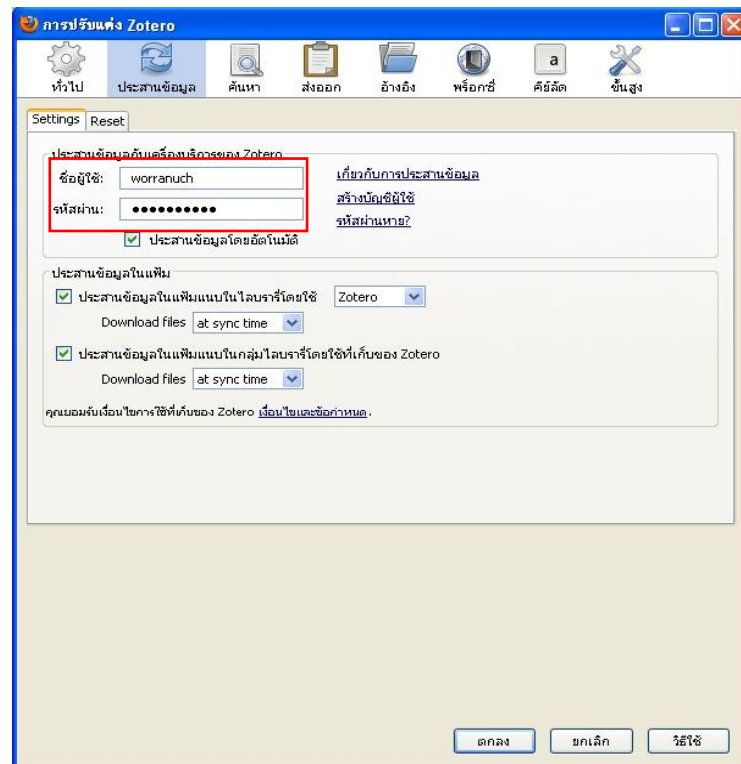 การปรับแต่ง Zotero
ทั่วไป ประสานข้อมูล ค้นหา ส่งออก อ้างอิง พร็อกซี่ คีย์ลัด ขั้นสูง
a
Settings Reset
ประสานข้อมูลกับเครื่องบริการของ Zotero
ชื่อผู้ใช้: worranuch เกี่ยวกับการประสานข้อมูล
สร้างบัญชีผู้ใช้
รหัสผ่าน: ●●●●●●●●●●
รหัสผ่านหาย?
ประสานข้อมูลโดยอัตโนมัติ
ประสานข้อมูลในแฟ้ม
ประสานข้อมูลในแฟ้มแนบในไลบรารี่โดยใช้ Zotero
Download files at sync time
ประสานข้อมูลในแฟ้มแนบในกลุ่มไลบรารี่โดยใช้ที่เก็บของ Zotero
Download files at sync time
คุณยอมรับเงื่อนไขการใช้ที่เก็บของ Zotero เงื่อนไขและข้อกำหนด.
ตกลง ยกเลิก วิธีใช้